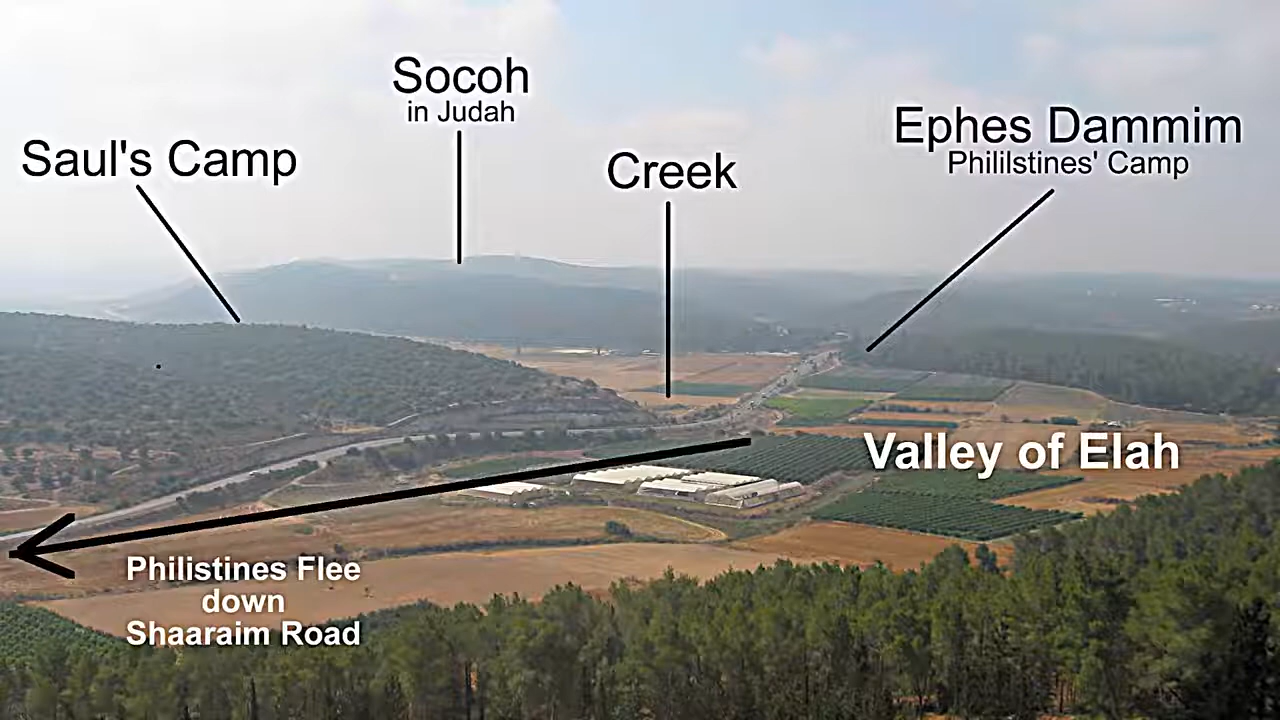 Socoh
in Judah
Saul's Camp
Creek
Ephes Dammim
Phililstines' Camp
Valley of Elah
Philistines Flee
down
Shaaraim Road